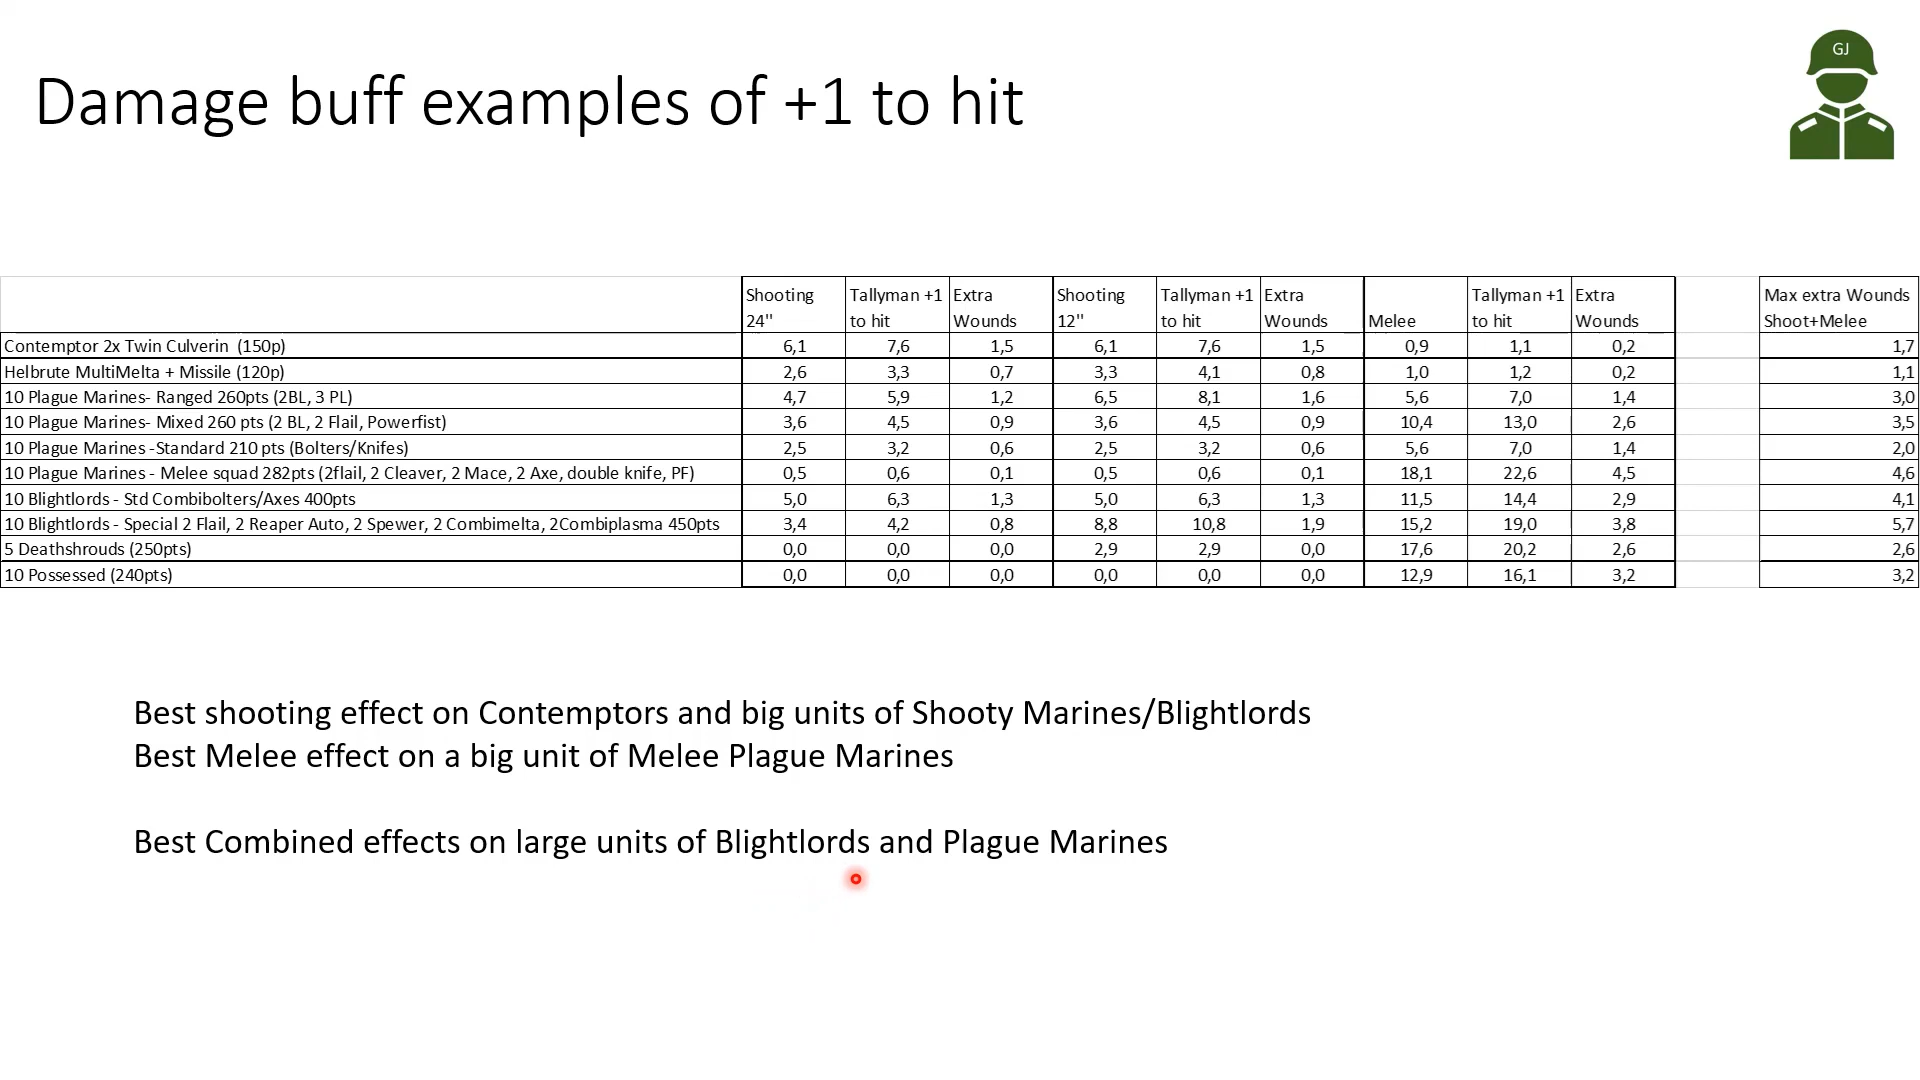 GJ
Damage buff examples of +1 to hit
Shooting 24" Tallyman +1 to hit Extra Wounds Shooting 12" Tallyman +1 to hit Extra Wounds Melee Tallyman +1 to hit Extra Wounds Max extra Wounds Shoot+Melee
Contemptor 2x Twin Culverin (150p) 6,1 7,6 1,5 6,1 7,6 1,5 0,9 1,1 0,2 1,7
Helbrute MultiMelta + Missile (120p) 2,6 3,3 0,7 3,3 4,1 0,8 1,0 1,2 0,2 1,1
10 Plague Marines- Ranged 260pts (2BL, 3 PL) 4,7 5,9 1,2 6,5 8,1 1,6 5,6 7,0 1,4 3,0
10 Plague Marines- Mixed 260 pts (2 BL, 2 Flail, Powerfist) 3,6 4,5 0,9 3,6 4,5 0,9 10,4 13,0 2,6 3,5
10 Plague Marines -Standard 210 pts (Bolters/Knifes) 2,5 3,2 0,6 2,5 3,2 0,6 5,6 7,0 1,4 2,0
10 Plague Marines - Melee squad 282pts (2flail, 2 Cleaver, 2 Mace, 2 Axe, double knife, PF) 0,5 0,6 0,1 0,5 0,6 0,1 18,1 22,6 4,5 4,6
10 Blightlords - Std Combibolters/Axes 400pts 5,0 6,3 1,3 5,0 6,3 1,3 11,5 14,4 2,9 4,1
10 Blightlords - Special 2 Flail, 2 Reaper Auto, 2 Spewer, 2 Combimelta, 2Combiplasma 450pts 3,4 4,2 0,8 8,8 10,8 1,9 15,2 19,0 3,8 5,7
5 Deathshrouds (250pts) 0,0 0,0 0,0 2,9 2,9 0,0 17,6 20,2 2,6 2,6
10 Possessed (240pts) 0,0 0,0 0,0 0,0 0,0 0,0 12,9 16,1 3,2 3,2
Best shooting effect on Contemptors and big units of Shooty Marines/Blightlords
Best Melee effect on a big unit of Melee Plague Marines
Best Combined effects on large units of Blightlords and Plague Marines